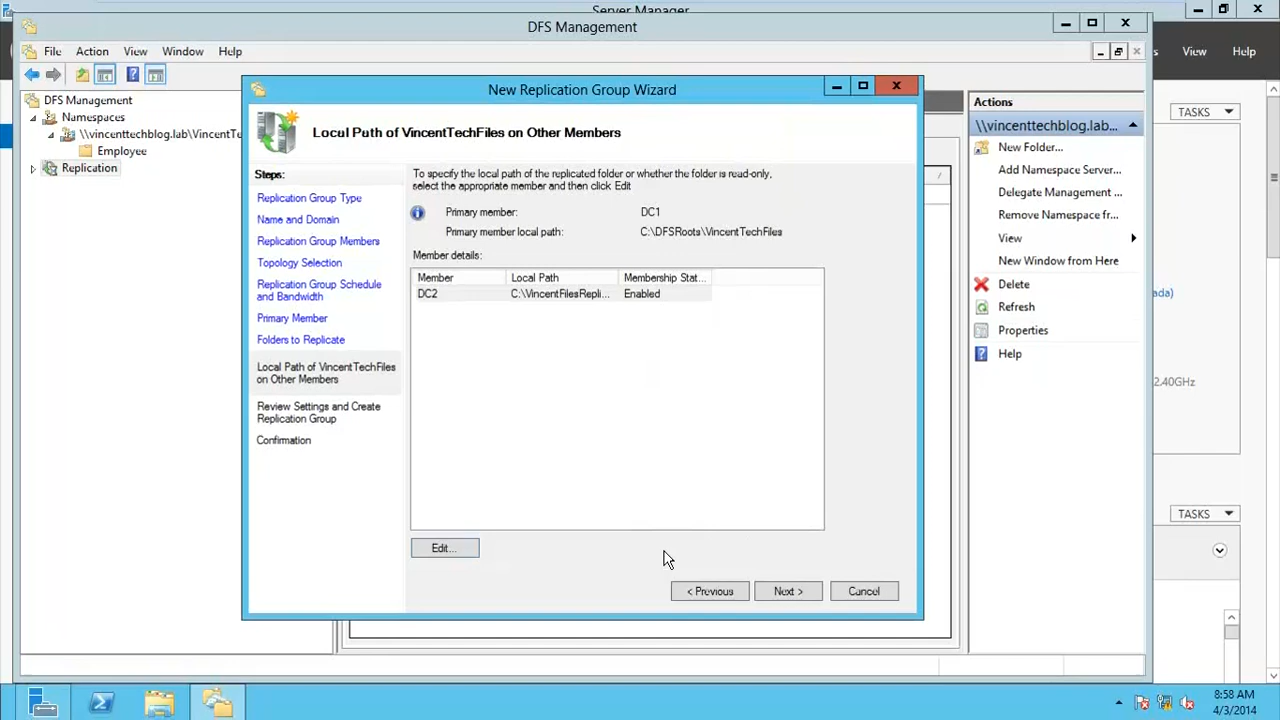 Server Manager
DFS Management
File Action View Window Help
View Help
DFS Management
Namespaces
\\vincenttechblog.lab\VincentTe
Employee
Replication
New Replication Group Wizard
Local Path of VincentTechFiles on Other Members
Steps:
Replication Group Type
Name and Domain
Replication Group Members
Topology Selection
Replication Group Schedule
and Bandwidth
Primary Member
Folders to Replicate
Local Path of VincentTechFiles
on Other Members
Review Settings and Create
Replication Group
Confirmation
To specify the local path of the replicated folder or whether the folder is read-only,
select the appropriate member and then click Edit
Primary member: DC1
Primary member local path: C:\DFSRoots\VincentTechFiles
Member details:
Member Local Path Membership Stat...
DC2 C:\VincentFilesRepli... Enabled
Edit...
< Previous Next > Cancel
Actions
\\vincenttechblog.lab...
New Folder...
Add Namespace Server...
Delegate Management ...
Remove Namespace fr...
View
New Window from Here
Delete
Refresh
Properties
Help
TASKS
ada)
2.40GHz
TASKS
8:58 AM
4/3/2014